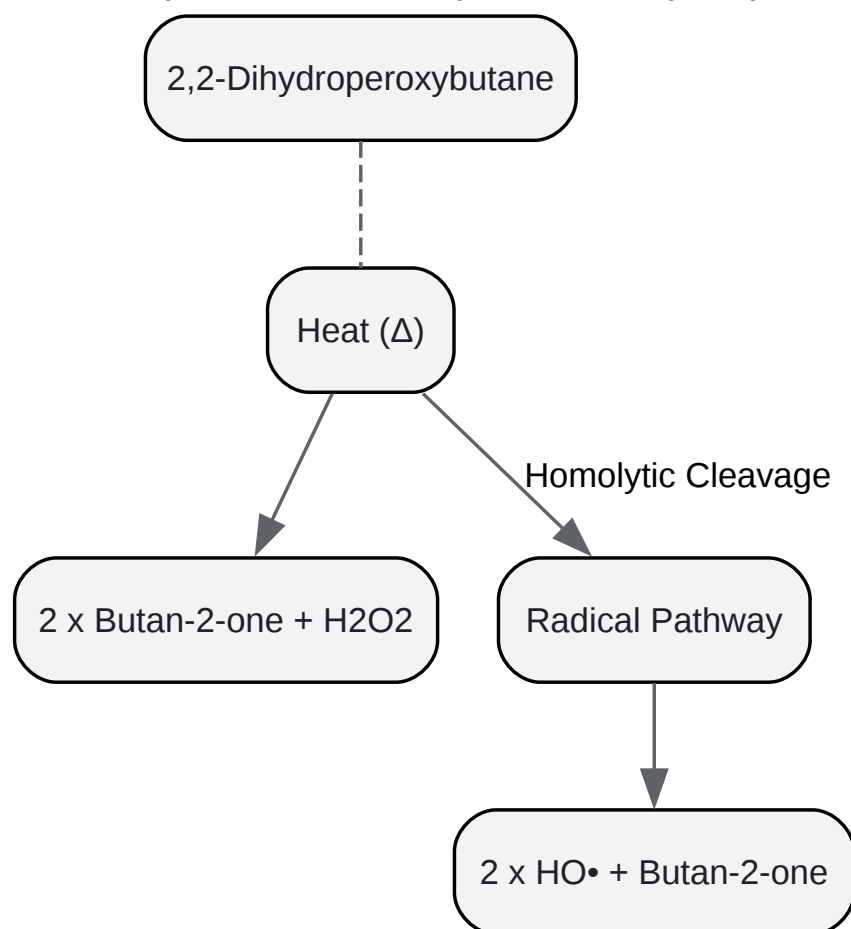 2,2-Dihydroperoxybutane
Heat (Δ)
Homolytic Cleavage
2 x Butan-2-one + H2O2
Radical Pathway
2 x HO• + Butan-2-one